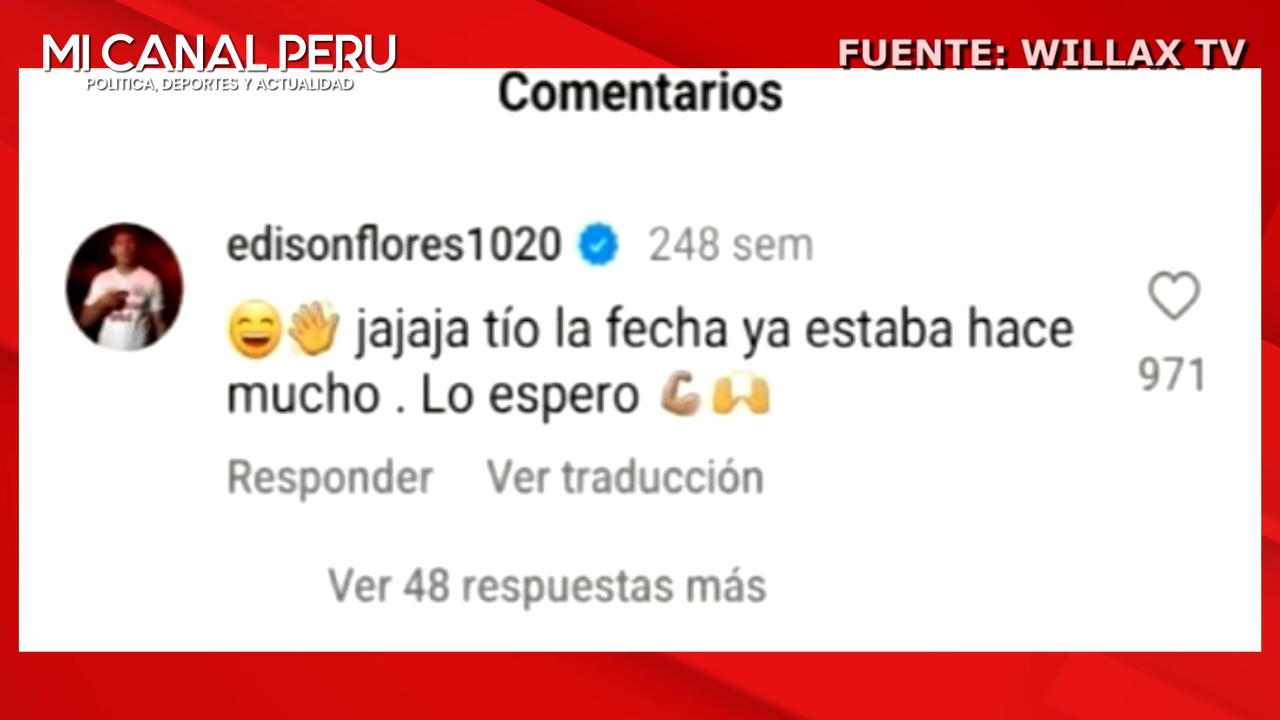 MI CANAL PERU
POLITICA, DEPORTES Y ACTUALIDAD
FUENTE: WILLAX TV
Comentarios
edisonflores1020 248 sem
😄👋 jajaja tío la fecha ya estaba hace
mucho . Lo espero 💪🏼🙌
971
Responder Ver traducción
Ver 48 respuestas más